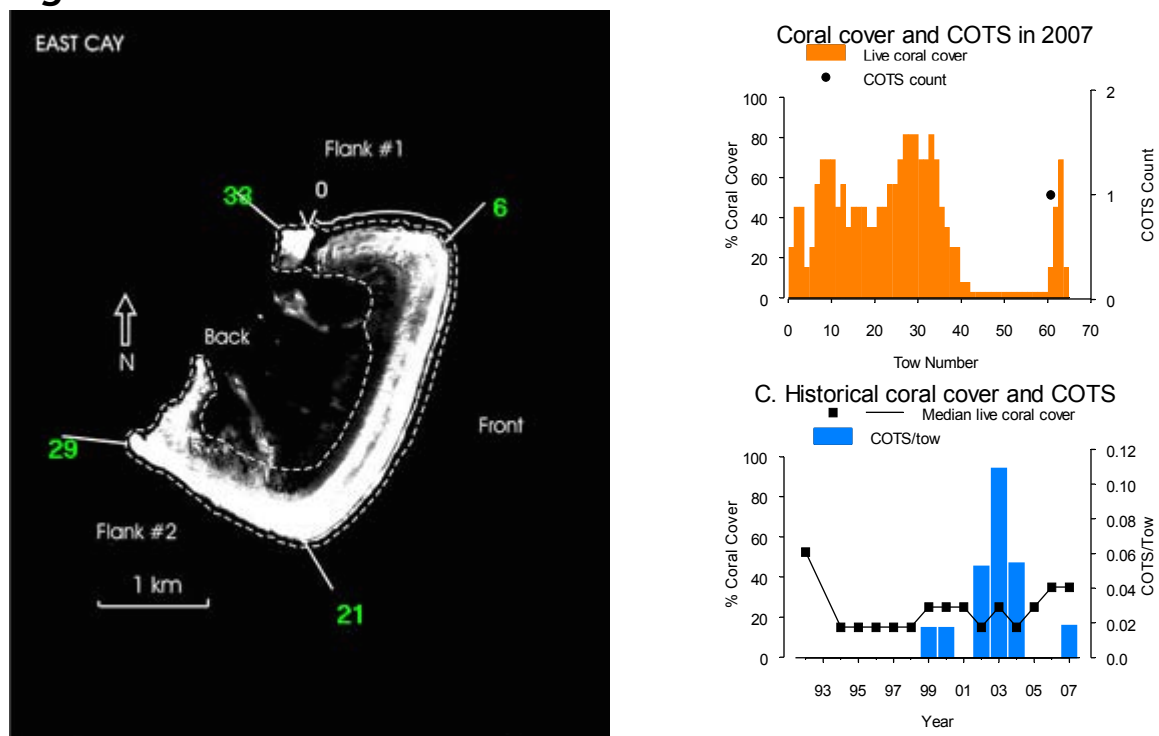 EAST CAY
Flank #1
38
0
6
Back
N
Front
29
Flank #2
1 km
21
Coral cover and COTS in 2007
Live coral cover
COTS count
100
80
60
40
20
0
% Coral Cover
2
1
0
COTS Count
0 10 20 30 40 50 60 70
Tow Number
C. Historical coral cover and COTS
Median live coral cover
COTS/tow
100
80
60
40
20
0
% Coral Cover
0.12
0.10
0.08
0.06
0.04
0.02
0.0
COTS/Tow
93 95 97 99 01 03 05 07
Year